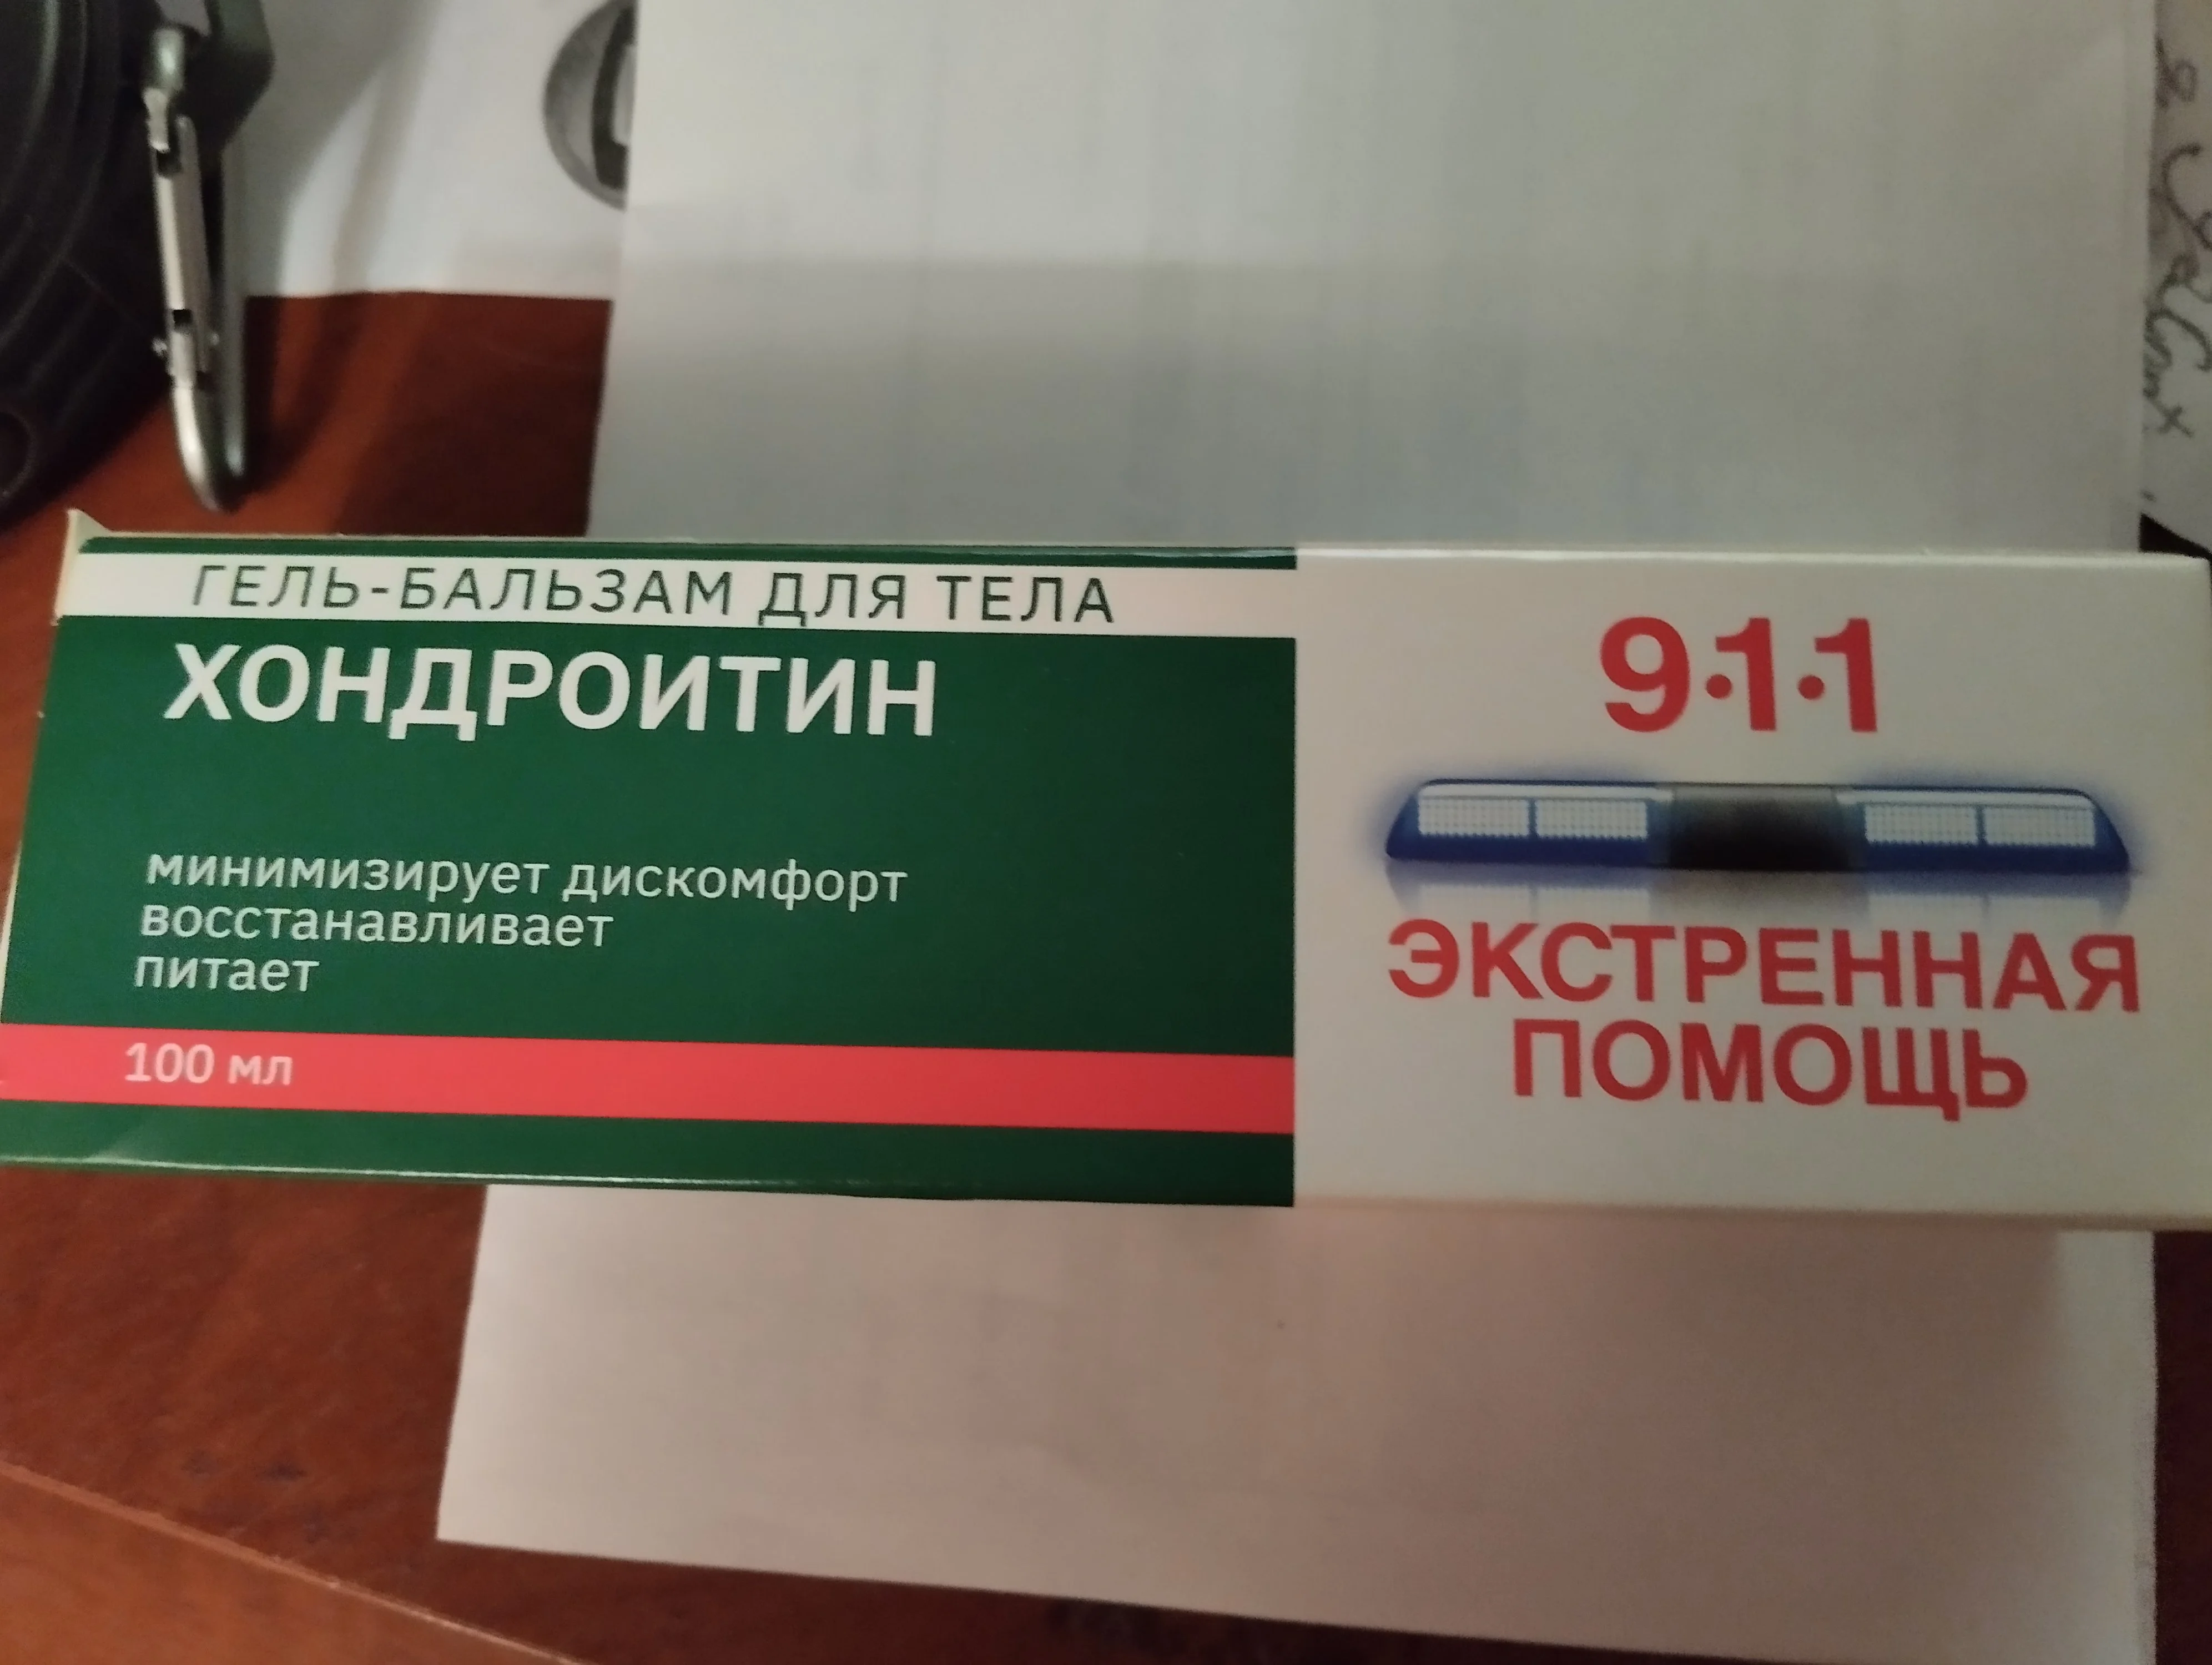 ГЕЛЬ-БАЛЬЗАМ ДЛЯ ТЕЛА
ХОНДРОИТИН
минимизирует дискомфорт
восстанавливает
питает
100 мл
9·1·1
ЭКСТРЕННАЯ
ПОМОЩЬ